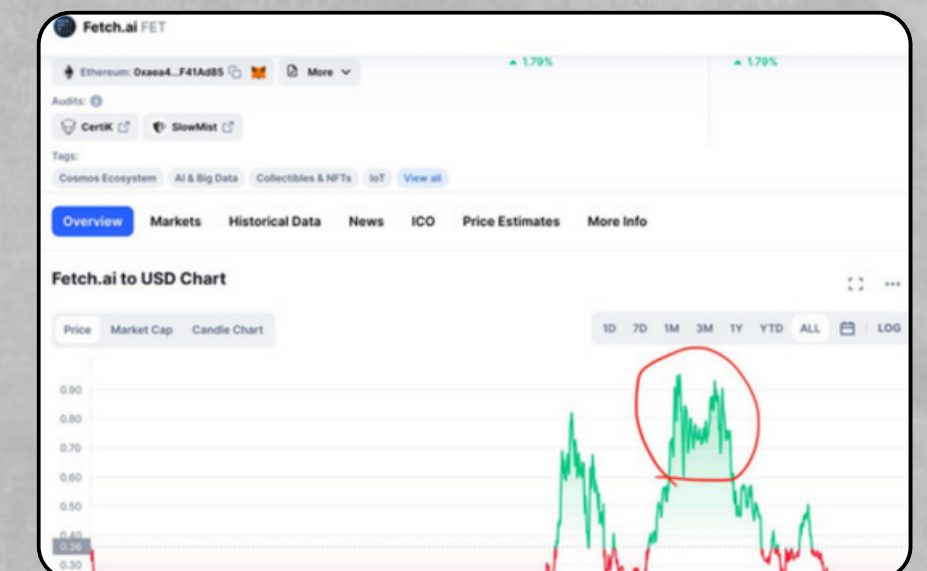 Fetch.ai FET
Ethereum: 0xaea4...F41Ad85 More
▲ 1.79% ▲ 1.79%
Audits:
CertiK SlowMist
Tags:
Cosmos Ecosystem AI & Big Data Collectibles & NFTs IoT View all
Overview Markets Historical Data News ICO Price Estimates More Info
Fetch.ai to USD Chart
Price Market Cap Candle Chart 1D 7D 1M 3M 1Y YTD ALL LOG
0.90
0.80
0.70
0.60
0.50
0.40
0.36
0.30